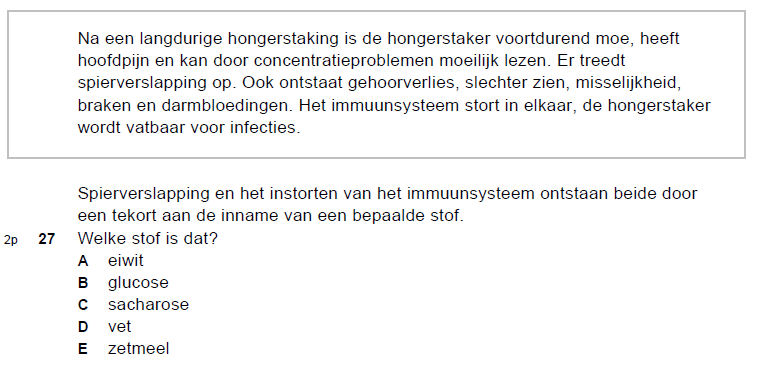 Na een langdurige hongerstaking is de hongerstaker voortdurend moe, heeft
hoofdpijn en kan door concentratieproblemen moeilijk lezen. Er treedt
spierverslapping op. Ook ontstaat gehoorverlies, slechter zien, misselijkheid,
braken en darmbloedingen. Het immuunsysteem stort in elkaar, de hongerstaker
wordt vatbaar voor infecties.
Spierverslapping en het instorten van het immuunsysteem ontstaan beide door
een tekort aan de inname van een bepaalde stof.
2p 27 Welke stof is dat?
A eiwit
B glucose
C sacharose
D vet
E zetmeel